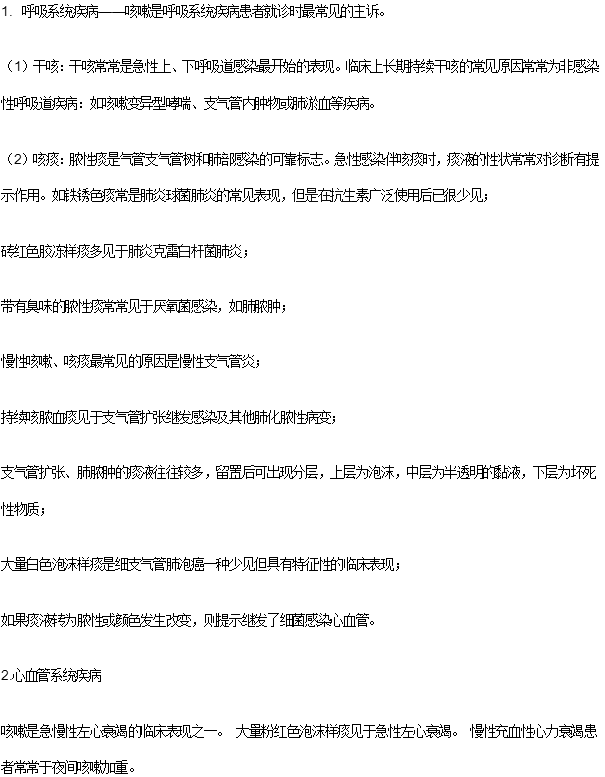 1. 呼吸系统疾病——咳嗽是呼吸系统疾病患者就诊时最常见的主诉。
（1）干咳：干咳常常是急性上、下呼吸道感染最开始的表现。临床上长期持续干咳的常见原因常常为非感染
性呼吸道疾病：如咳嗽变异型哮喘、支气管内肿物或肺淤血等疾病。
（2）咳痰：脓性痰是气管支气管树和肺部感染的可靠标志。急性感染伴咳痰时，痰液的性状常常对诊断有提
示作用。如铁锈色痰常是肺炎球菌肺炎的常见表现，但是在抗生素广泛使用后已很少见；
砖红色胶冻样痰多见于肺炎克雷白杆菌肺炎；
带有臭味的脓性痰常常见于厌氧菌感染，如肺脓肿；
慢性咳嗽、咳痰最常见的原因是慢性支气管炎；
持续咳脓血痰见于支气管扩张继发感染及其他肺化脓性病变；
支气管扩张、肺脓肿的痰液往往较多，留置后可出现分层，上层为泡沫，中层为半透明的黏液，下层为坏死
性物质；
大量白色泡沫样痰是细支气管肺泡癌一种少见但具有特征性的临床表现；
如果痰液转为脓性或颜色发生改变，则提示继发了细菌感染心血管。
2.心血管系统疾病
咳嗽是急慢性左心衰竭的临床表现之一。 大量粉红色泡沫样痰见于急性左心衰竭。 慢性充血性心力衰竭患
者常常于夜间咳嗽加重。